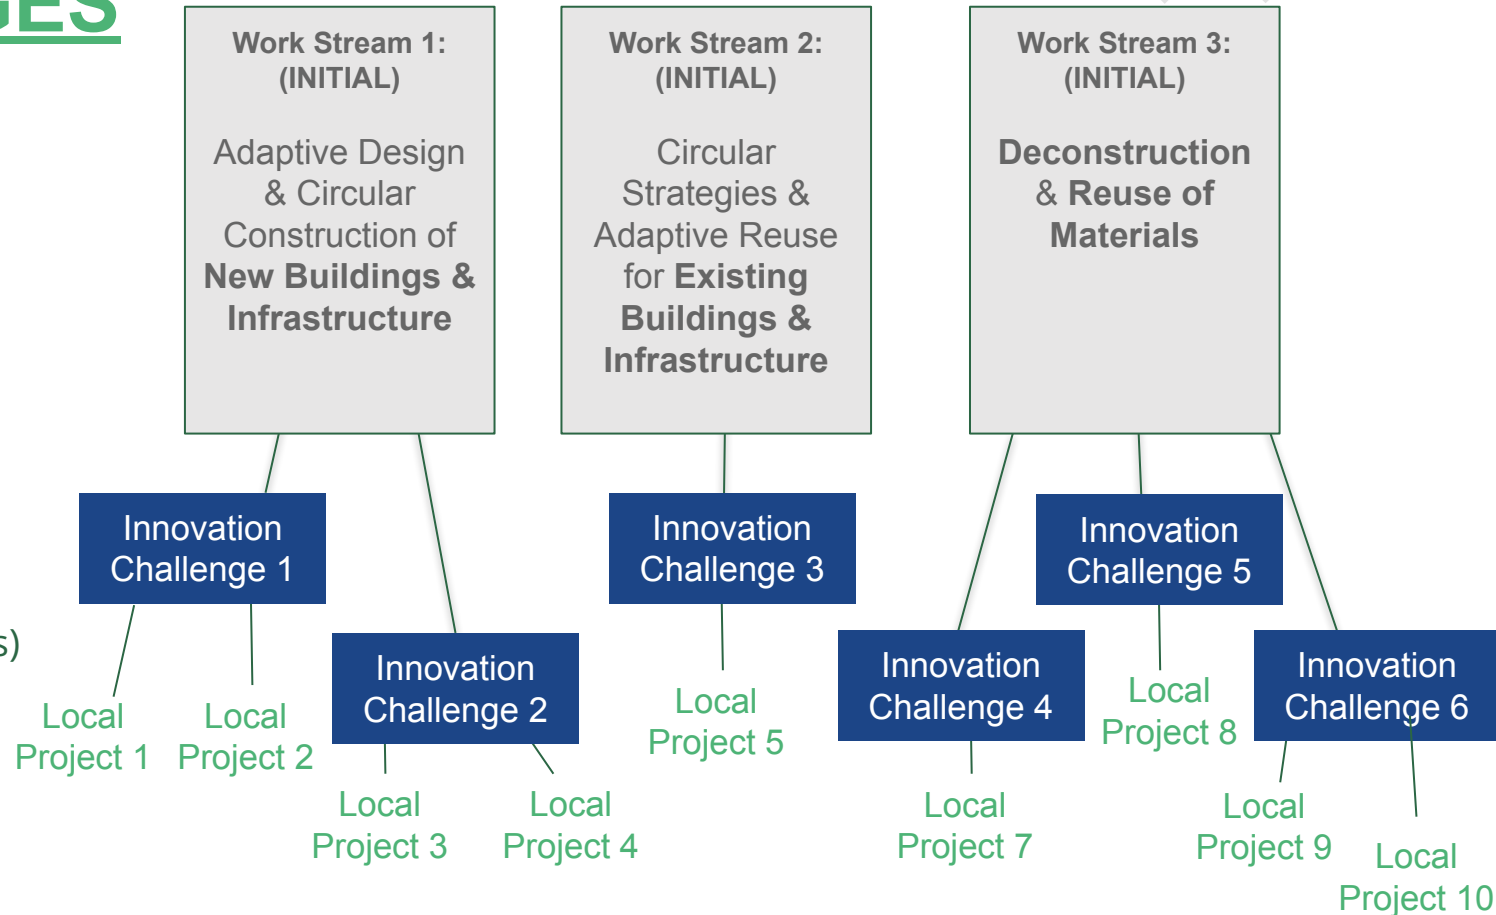 GES
Work Stream 1:
(INITIAL)
Adaptive Design
& Circular
Construction of
New Buildings &
Infrastructure
Work Stream 2:
(INITIAL)
Circular
Strategies &
Adaptive Reuse
for Existing
Buildings &
Infrastructure
Work Stream 3:
(INITIAL)
Deconstruction
& Reuse of
Materials
Innovation
Challenge 1
Innovation
Challenge 2
Innovation
Challenge 3
Innovation
Challenge 4
Innovation
Challenge 5
Innovation
Challenge 6
s)
Local
Project 1
Local
Project 2
Local
Project 3
Local
Project 4
Local
Project 5
Local
Project 7
Local
Project 8
Local
Project 9
Local
Project 10